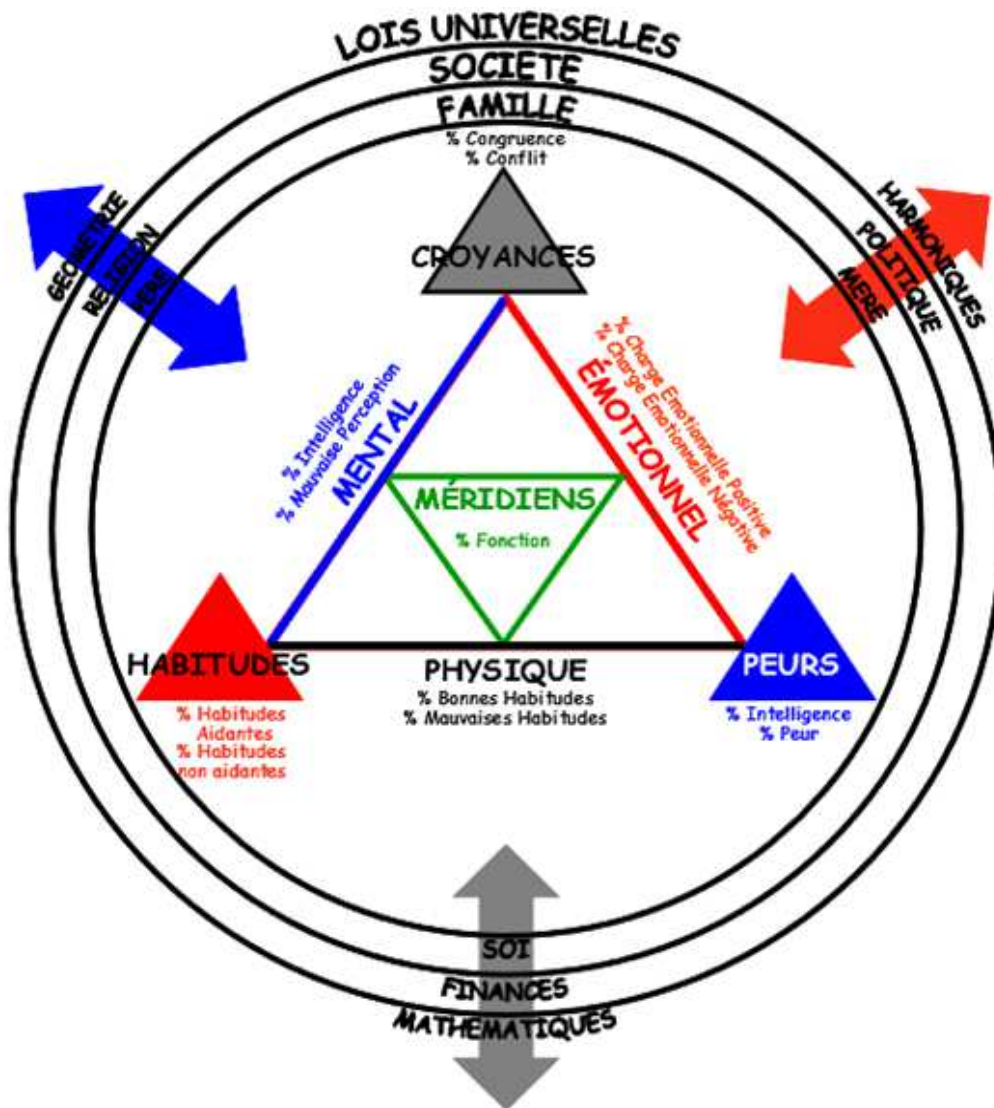 LOIS UNIVERSELLES
SOCIETE
FAMILLE
% Congruence
% Conflit
CROYANCES
GEOMETRIE
RELIGION
PERE
HARMONIQUES
POLITIQUE
MERE
% Intelligence
% Mauvaise Perception
MENTAL
% Charge Emotionnelle Positive
% Charge Emotionnelle Négative
ÉMOTIONNEL
MÉRIDIENS
% Fonction
HABITUDES
% Habitudes
Aidantes
% Habitudes
non aidantes
PHYSIQUE
% Bonnes Habitudes
% Mauvaises Habitudes
PEURS
% Intelligence
% Peur
SOI
FINANCES
MATHEMATIQUES